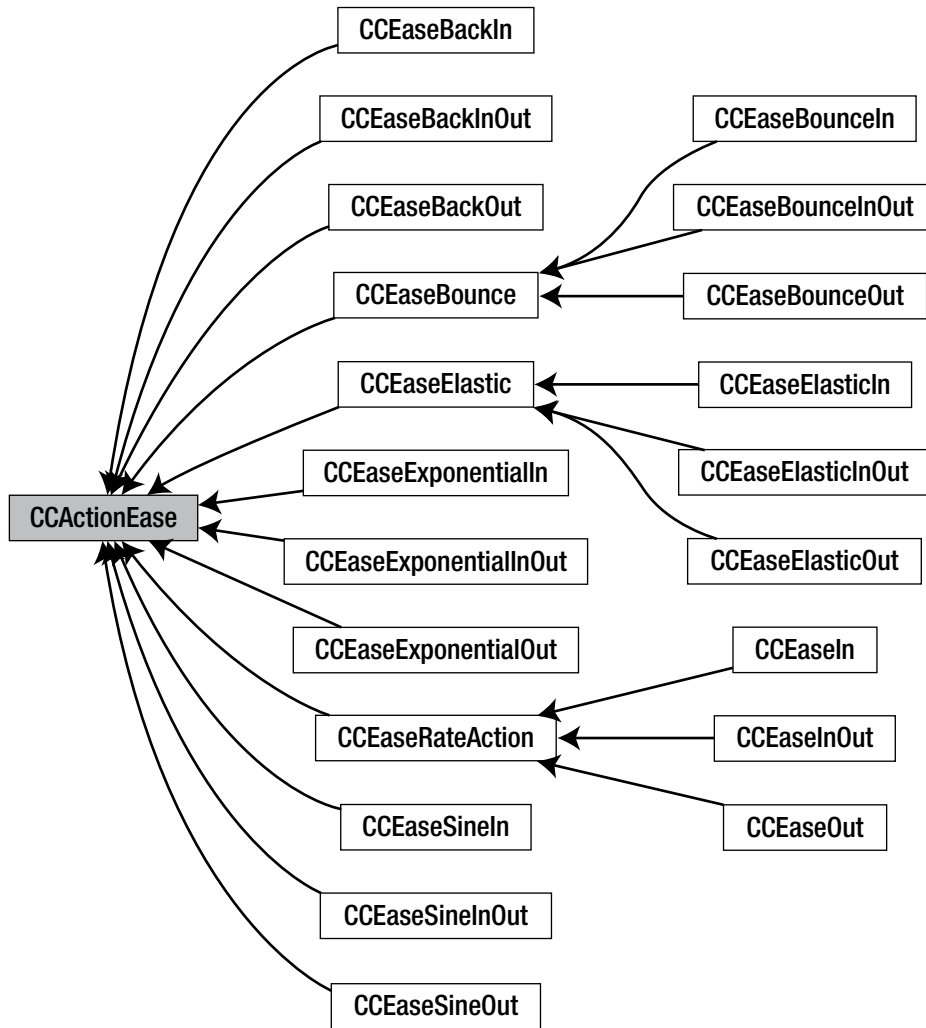 CCEaseBackIn
CCEaseBackInOut
CCEaseBounceIn
CCEaseBackOut
CCEaseBounceInOut
CCEaseBounce
CCEaseBounceOut
CCEaseElastic
CCEaseElasticIn
CCEaseExponentialIn
CCEaseElasticInOut
CCActionEase
CCEaseExponentialInOut
CCEaseElasticOut
CCEaseExponentialOut
CCEaseIn
CCEaseRateAction
CCEaseInOut
CCEaseSineIn
CCEaseOut
CCEaseSineInOut
CCEaseSineOut